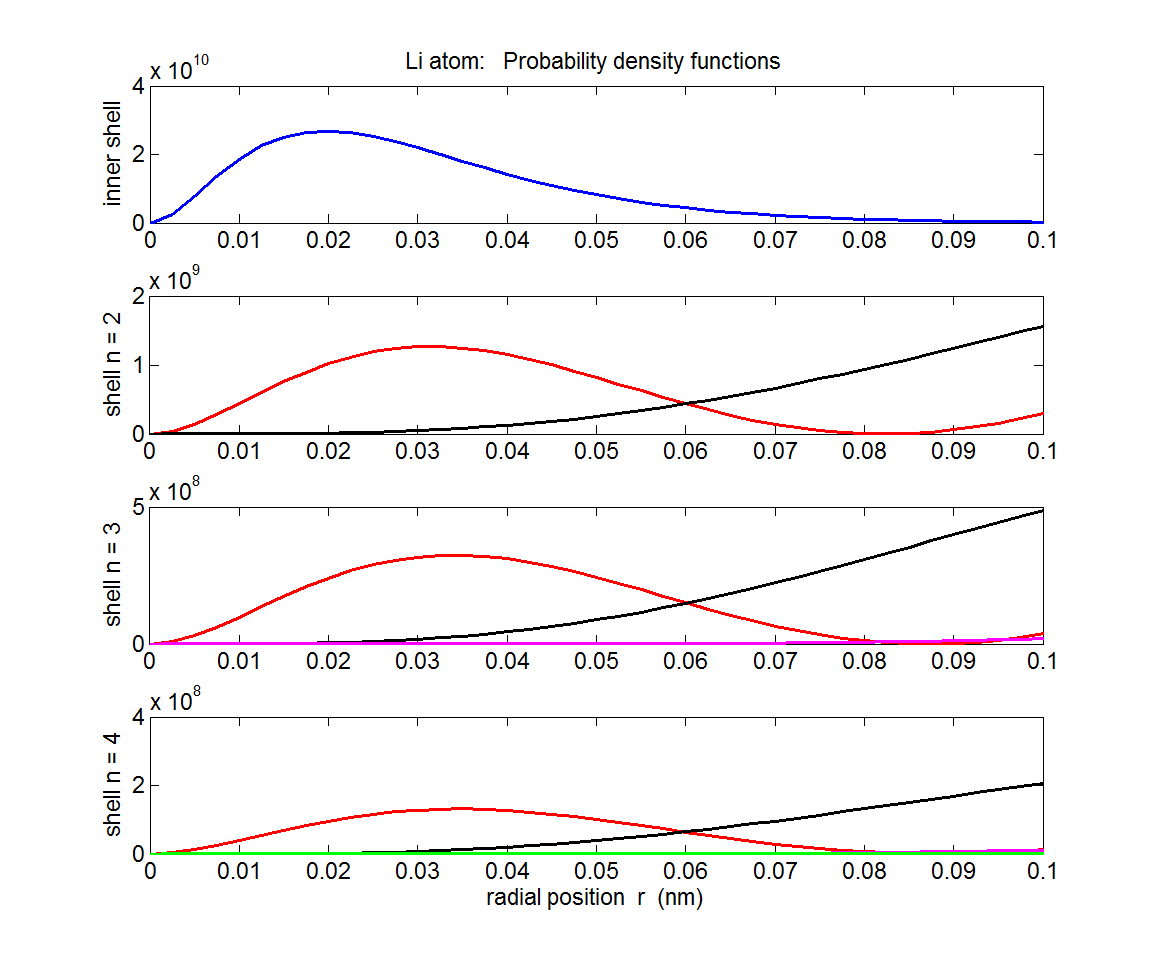 Li atom:   Probability density functions
x 10^10
inner shell
4
2
0
0 0.01 0.02 0.03 0.04 0.05 0.06 0.07 0.08 0.09 0.1
x 10^9
shell n = 2
2
1
0
0 0.01 0.02 0.03 0.04 0.05 0.06 0.07 0.08 0.09 0.1
x 10^8
shell n = 3
5
0
0 0.01 0.02 0.03 0.04 0.05 0.06 0.07 0.08 0.09 0.1
x 10^8
shell n = 4
4
2
0
0 0.01 0.02 0.03 0.04 0.05 0.06 0.07 0.08 0.09 0.1
radial position  r  (nm)